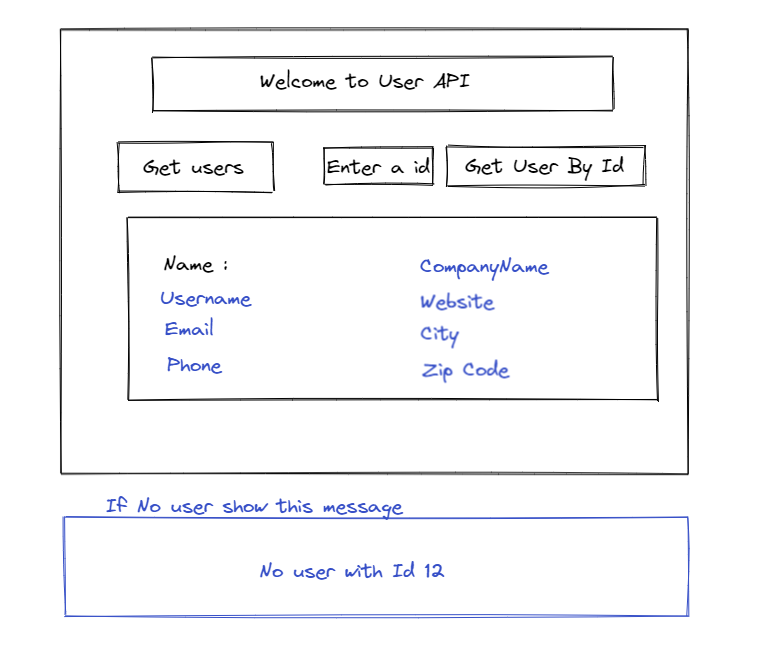 Welcome to User API
Get users
Enter a id
Get User By Id
Name :
CompanyName
Username
Website
Email
City
Phone
Zip Code
If No user show this message
No user with Id 12